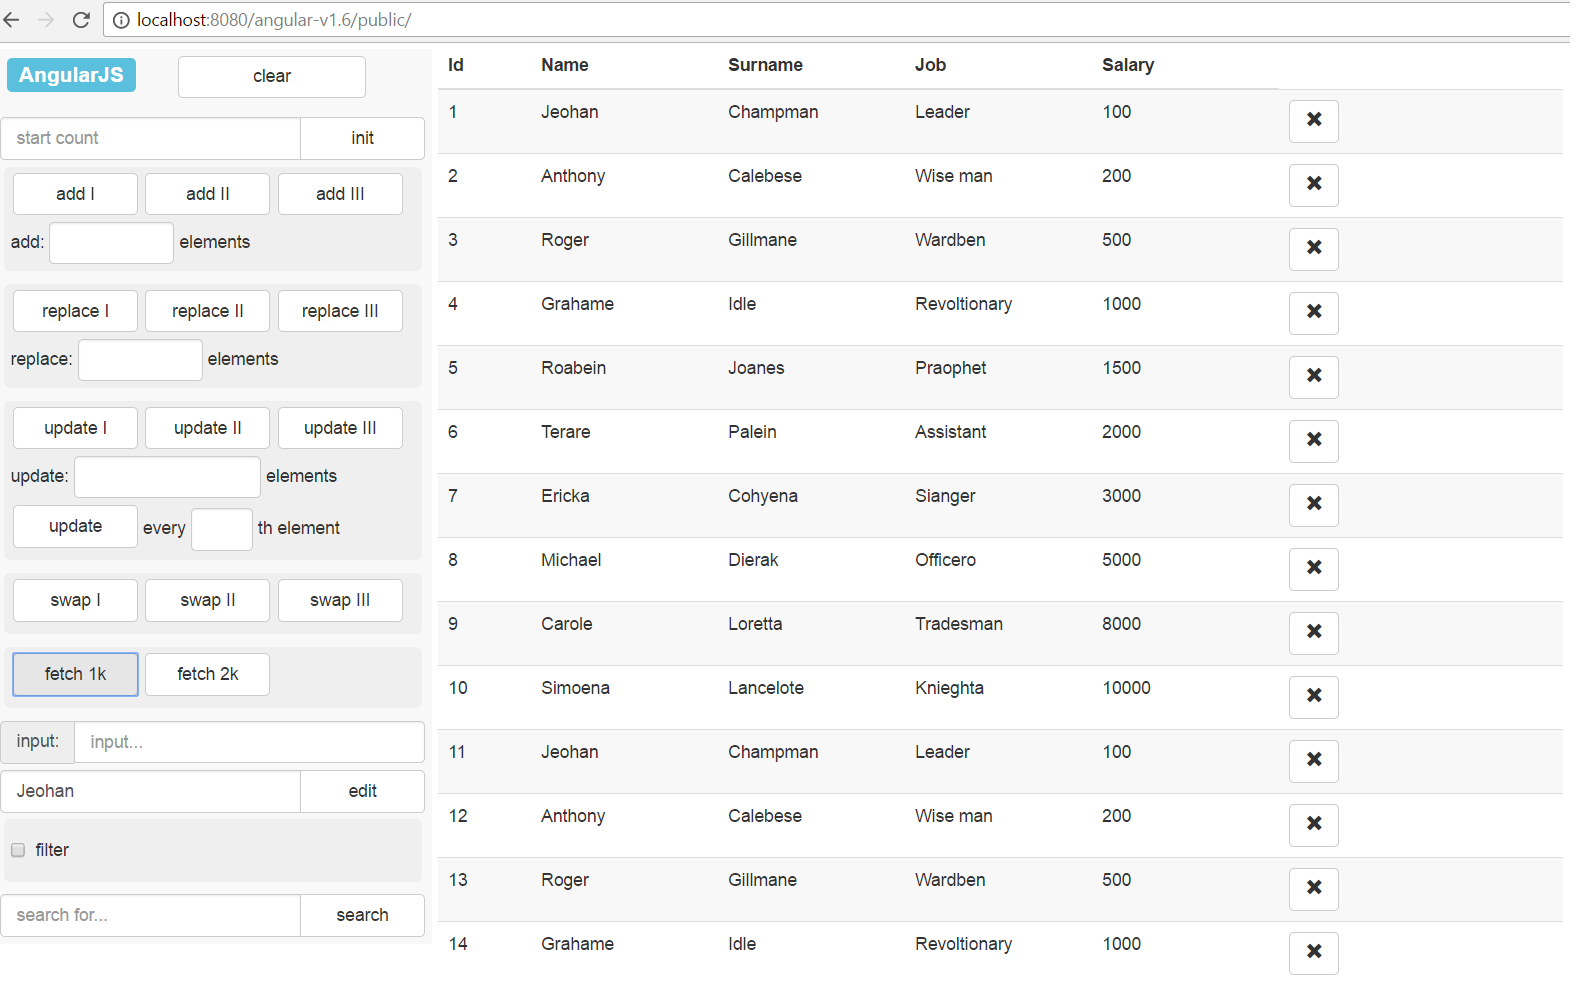 localhost:8080/angular-v1.6/public/
AngularJS clear
start count init
add I add II add III
add: elements
replace I replace II replace III
replace: elements
update I update II update III
update: elements
update every th element
swap I swap II swap III
fetch 1k fetch 2k
input: input...
Jeohan edit
filter
search for... search
Id Name Surname Job Salary
1 Jeohan Champman Leader 100
2 Anthony Calebese Wise man 200
3 Roger Gillmane Wardben 500
4 Grahame Idle Revoltionary 1000
5 Roabein Joanes Praophet 1500
6 Terare Palein Assistant 2000
7 Ericka Cohyena Sianger 3000
8 Michael Dierak Officero 5000
9 Carole Loretta Tradesman 8000
10 Simoena Lancelote Knieghta 10000
11 Jeohan Champman Leader 100
12 Anthony Calebese Wise man 200
13 Roger Gillmane Wardben 500
14 Grahame Idle Revoltionary 1000